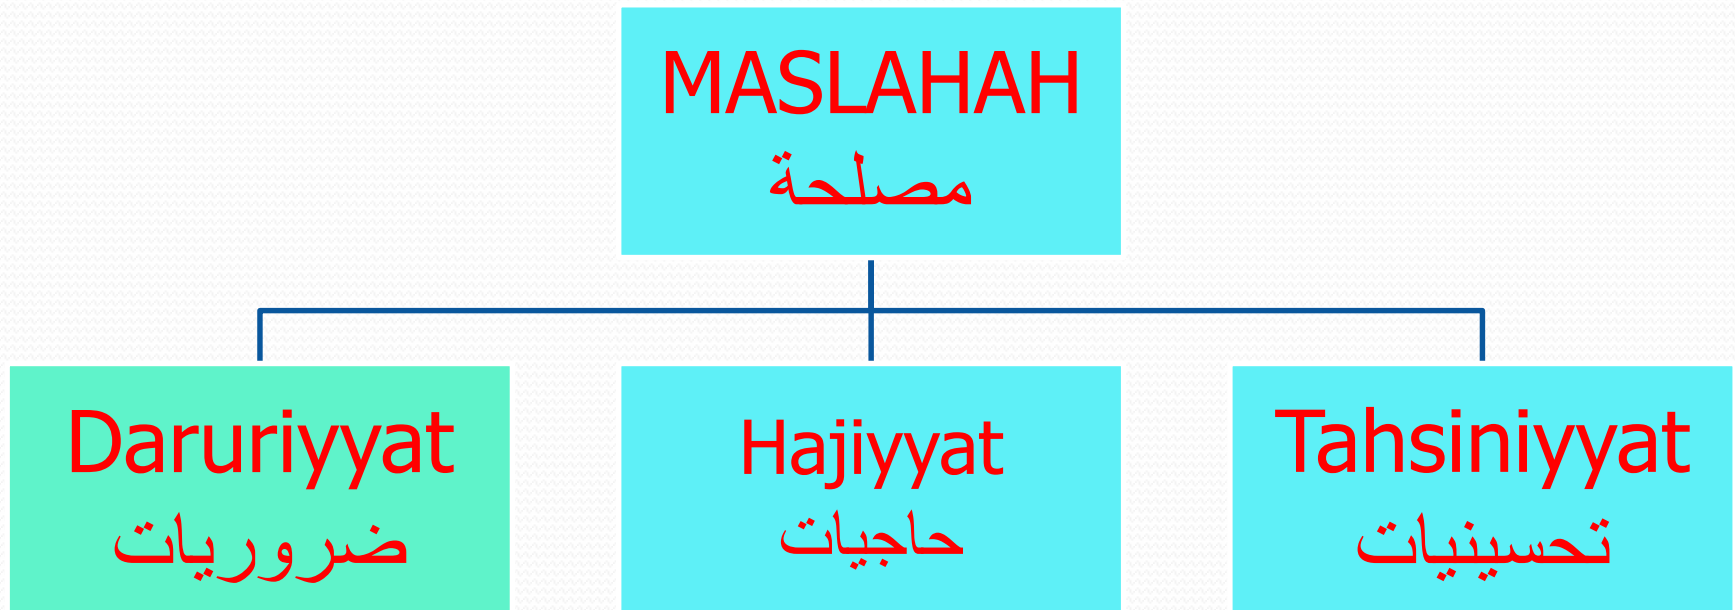 MASLAHAH
مصلحة
Daruriyyat
ضروريات
Hajiyyat
حاجيات
Tahsiniyyat
تحسينيات